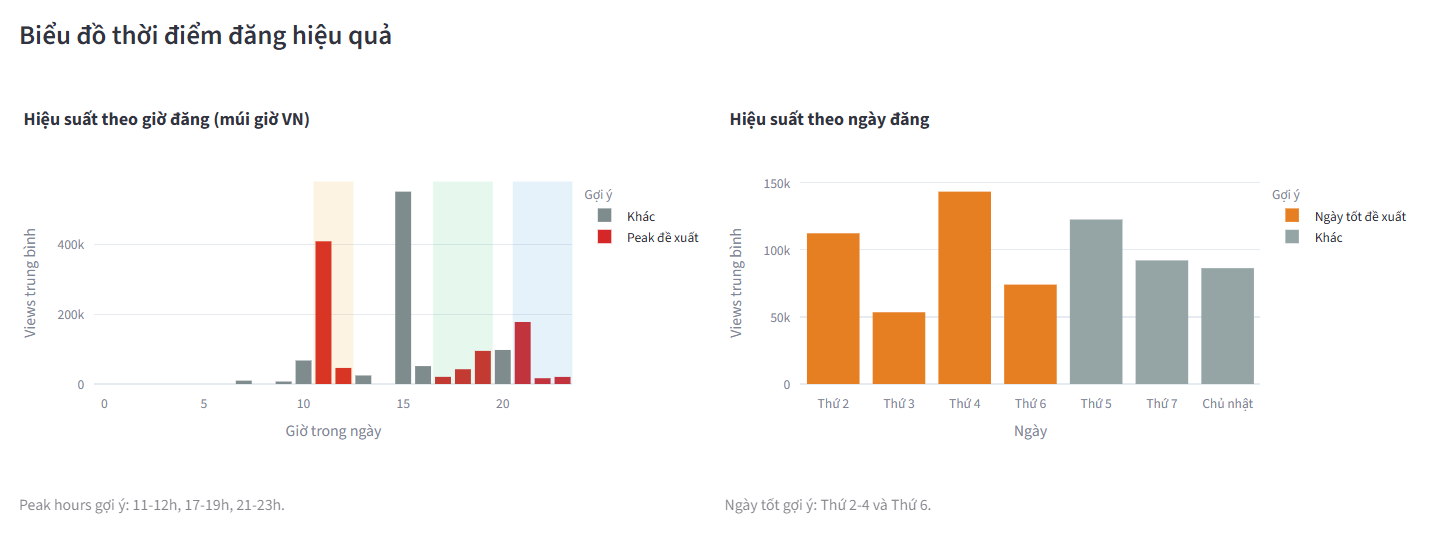 Biểu đồ thời điểm đăng hiệu quả
Hiệu suất theo giờ đăng (múi giờ VN)
Views trung bình
400k
200k
0
0 5 10 15 20
Giờ trong ngày
Gợi ý
Khác
Peak đề xuất
Peak hours gợi ý: 11-12h, 17-19h, 21-23h.
Hiệu suất theo ngày đăng
Views trung bình
150k
100k
50k
0
Thứ 2 Thứ 3 Thứ 4 Thứ 6 Thứ 5 Thứ 7 Chủ nhật
Ngày
Gợi ý
Ngày tốt đề xuất
Khác
Ngày tốt gợi ý: Thứ 2-4 và Thứ 6.